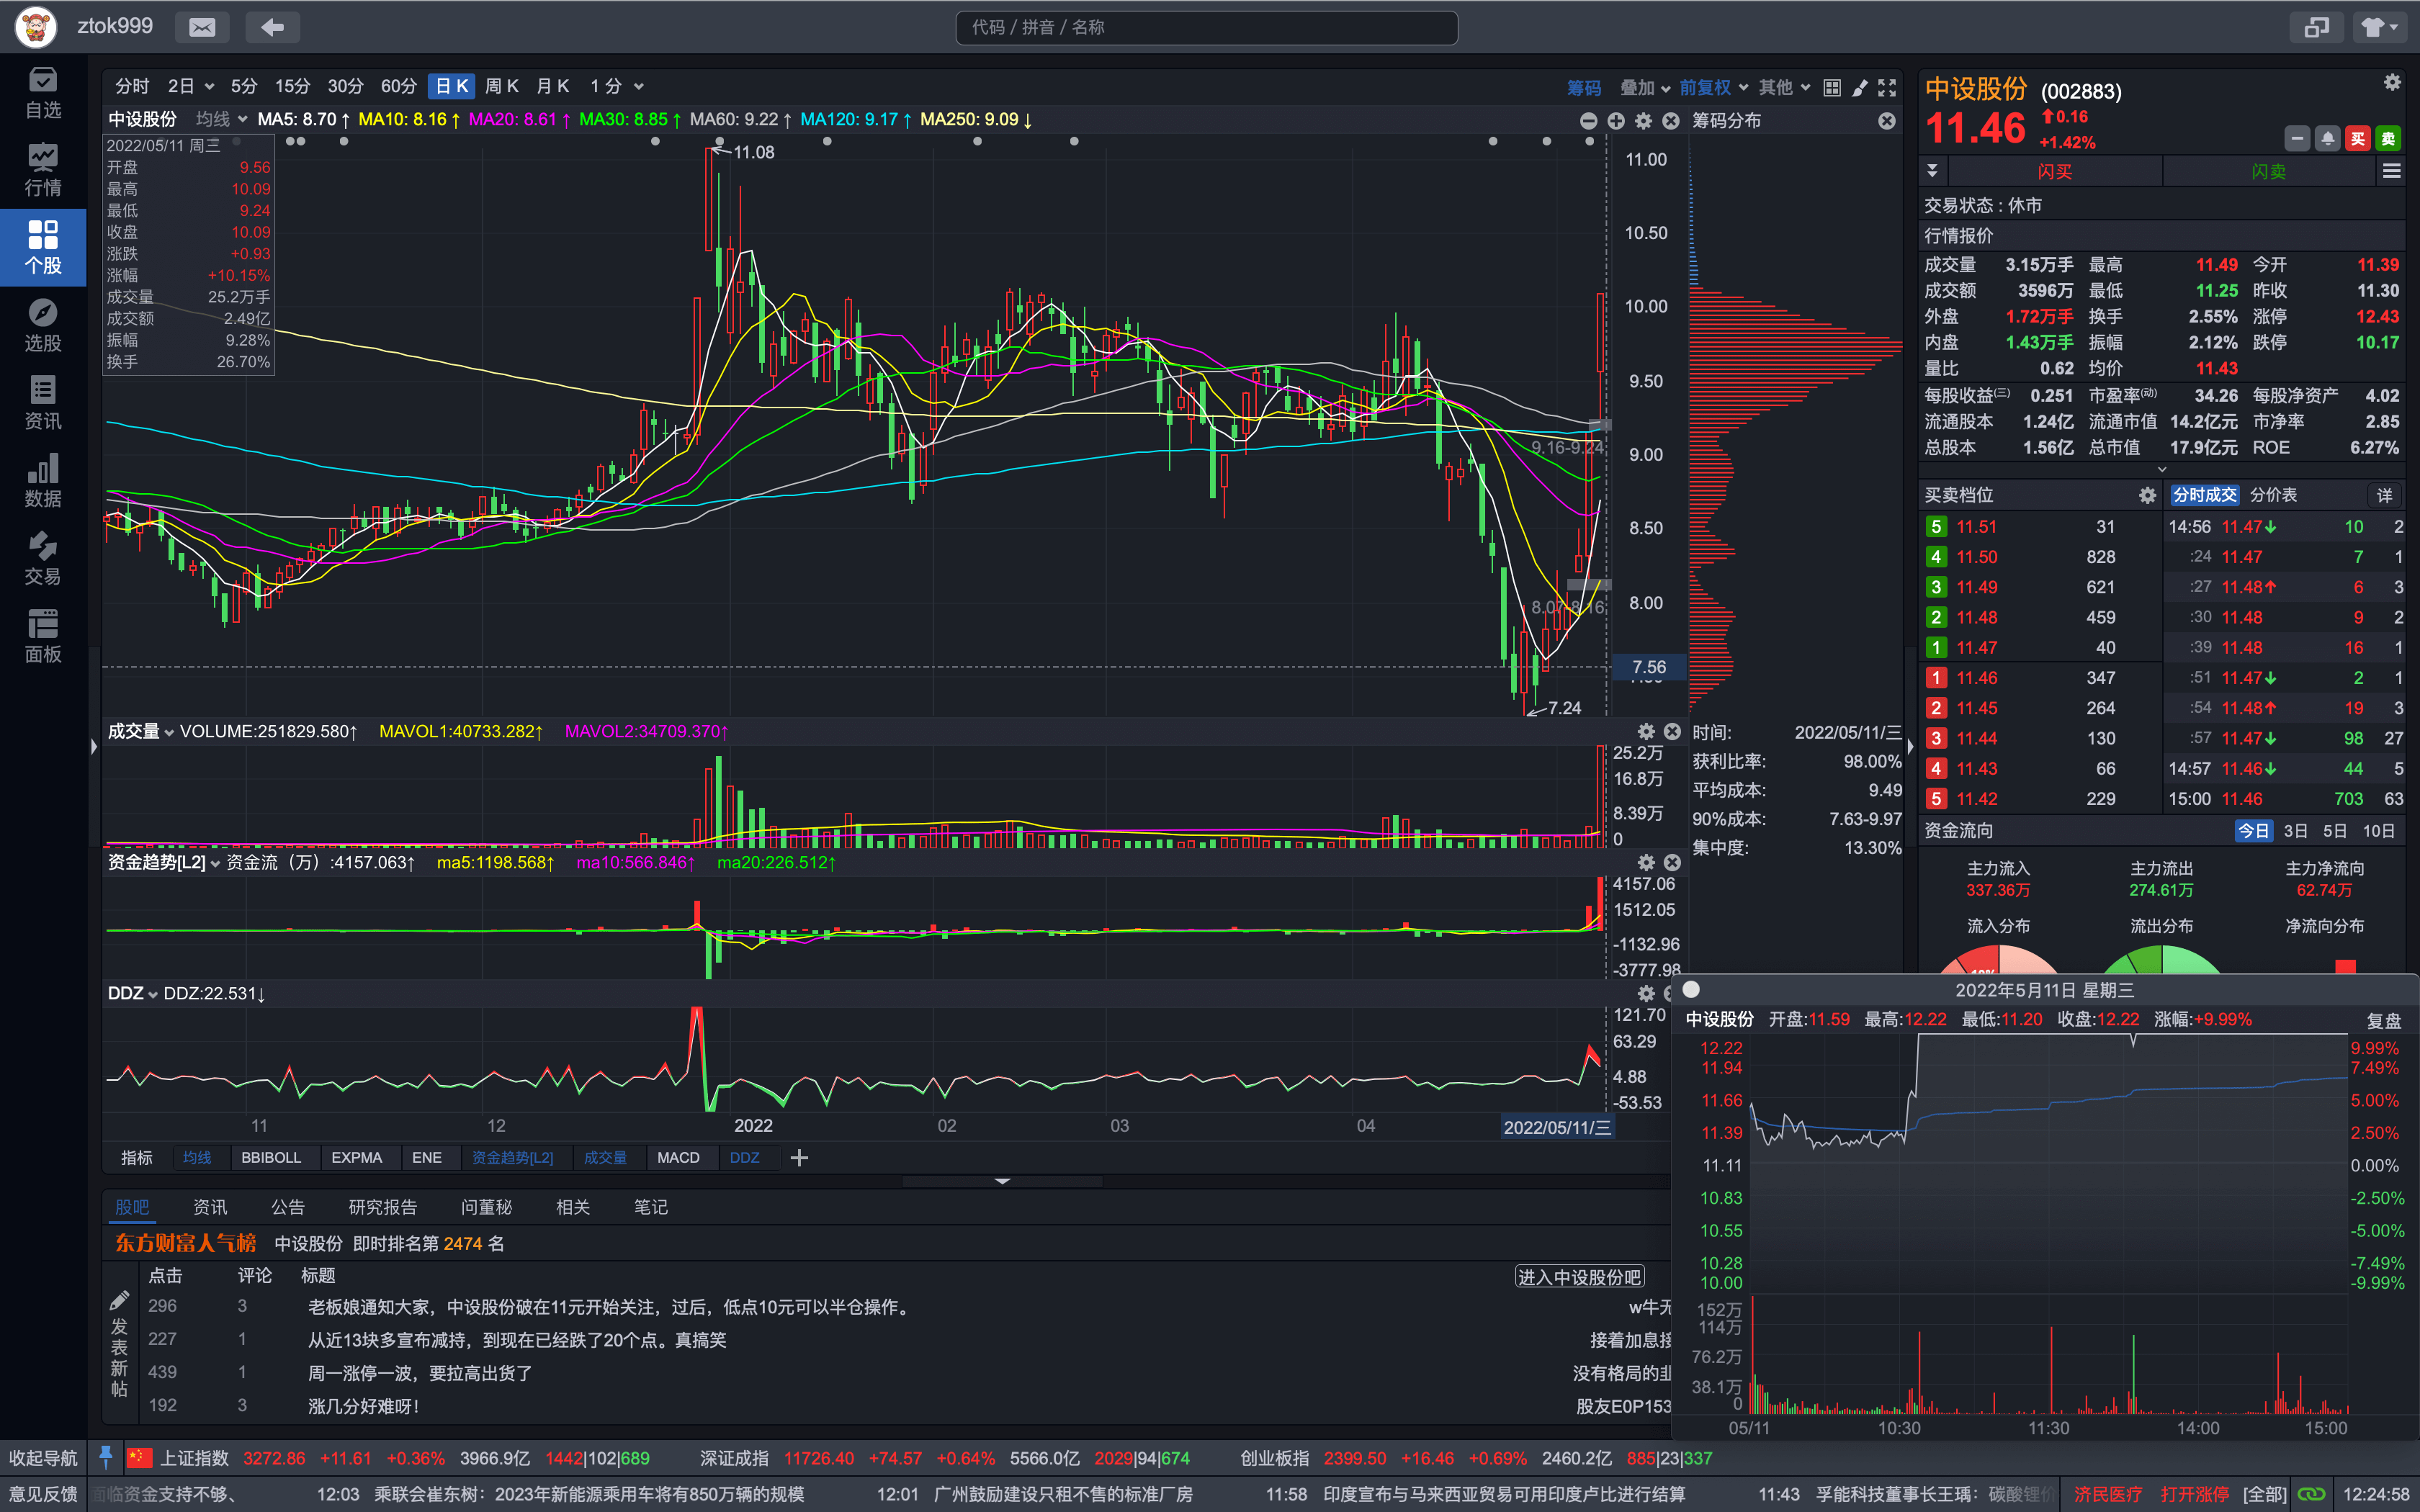 ztok999
代码 / 拼音 / 名称
自选
行情
个股
选股
资讯
数据
交易
面板
分时 2日 5分 15分 30分 60分 日K 周K 月K 1分 筹码 叠加 前复权 其他
中设股份 均线 MA5: 8.70↑ MA10: 8.16↑ MA20: 8.61↑ MA30: 8.85↑ MA60: 9.22↑ MA120: 9.17↑ MA250: 9.09↓
2022/05/11 周三
开盘 9.56
最高 10.09
最低 9.24
收盘 10.09
涨跌 +0.93
涨幅 +10.15%
成交量 25.2万手
成交额 2.49亿
振幅 9.28%
换手 26.70%
11.08
9.16-9.24
8.07-8.16
7.24
11.00
10.50
10.00
9.50
9.00
8.50
8.00
7.56
筹码分布
时间: 2022/05/11/三
获利比率: 98.00%
平均成本: 9.49
90%成本: 7.63-9.97
集中度: 13.30%
成交量 VOLUME:251829.580↑ MAVOL1:40733.282↑ MAVOL2:34709.370↑
25.2万
16.8万
8.39万
0
资金趋势[L2] 资金流（万）:4157.063↑ ma5:1198.568↑ ma10:566.846↑ ma20:226.512↑
4157.06
1512.05
-1132.96
-3777.98
DDZ DDZ:22.531↓
121.70
63.29
4.88
-53.53
11 12 2022 02 03 04 2022/05/11/三
指标 均线 BBIBOLL EXPMA ENE 资金趋势[L2] 成交量 MACD DDZ
股吧 资讯 公告 研究报告 问董秘 相关 笔记
东方财富人气榜 中设股份 即时排名第 2474 名
点击 评论 标题 进入中设股份吧
发表新帖
296 3 老板娘通知大家，中设股份破在11元开始关注，过后，低点10元可以半仓操作。 w牛无
227 1 从近13块多宣布减持，到现在已经跌了20个点。真搞笑 接着加息接
439 1 周一涨停一波，要拉高出货了 没有格局的韭
192 3 涨几分好难呀！ 股友E0P153
中设股份 (002883)
11.46 0.16
+1.42%
买 卖
闪买 闪卖
交易状态 : 休市
行情报价
成交量 3.15万手 最高 11.49 今开 11.39
成交额 3596万 最低 11.25 昨收 11.30
外盘 1.72万手 换手 2.55% 涨停 12.43
内盘 1.43万手 振幅 2.12% 跌停 10.17
量比 0.62 均价 11.43
每股收益(三) 0.251 市盈率(动) 34.26 每股净资产 4.02
流通股本 1.24亿 流通市值 14.2亿元 市净率 2.85
总股本 1.56亿 总市值 17.9亿元 ROE 6.27%
买卖档位 分时成交 分价表 详
5 11.51 31 14:56 11.47↓ 10 2
4 11.50 828 :24 11.47 7 1
3 11.49 621 :27 11.48↑ 6 3
2 11.48 459 :30 11.48 9 2
1 11.47 40 :39 11.48 16 1
1 11.46 347 :51 11.47↓ 2 1
2 11.45 264 :54 11.48↑ 19 3
3 11.44 130 :57 11.47↓ 98 27
4 11.43 66 14:57 11.46↓ 44 5
5 11.42 229 15:00 11.46 703 63
资金流向 今日 3日 5日 10日
主力流入 主力流出 主力净流向
337.36万 274.61万 62.74万
流入分布 流出分布 净流向分布
2022年5月11日 星期三
中设股份 开盘:11.59 最高:12.22 最低:11.20 收盘:12.22 涨幅:+9.99% 复盘
12.22 9.99%
11.94 7.49%
11.66 5.00%
11.39 2.50%
11.11 0.00%
10.83 -2.50%
10.55 -5.00%
10.28 -7.49%
10.00 -9.99%
152万
114万
76.2万
38.1万
0
05/11 10:30 11:30 14:00 15:00
收起导航 上证指数 3272.86 +11.61 +0.36% 3966.9亿 1442|102|689 深证成指 11726.40 +74.57 +0.64% 5566.0亿 2029|94|674 创业板指 2399.50 +16.46 +0.69% 2460.2亿 885|23|337
意见反馈 面临资金支持不够、 12:03 乘联会崔东树：2023年新能源乘用车将有850万辆的规模 12:01 广州鼓励建设只租不售的标准厂房 11:58 印度宣布与马来西亚贸易可用印度卢比进行结算 11:43 孚能科技董事长王瑀：碳酸锂价 济民医疗 打开涨停 [全部] 12:24:58